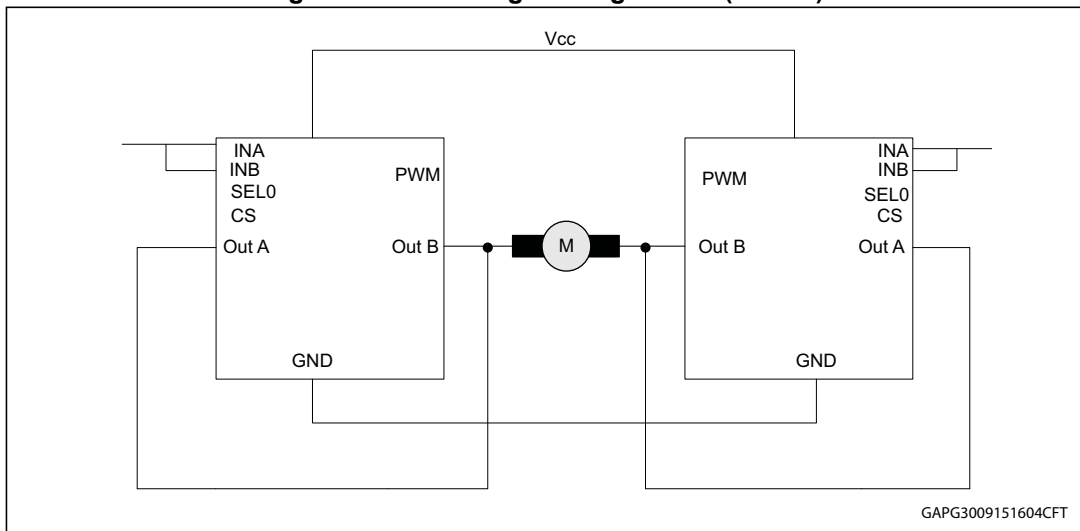 Vcc
INA
INB
SEL0
CS
Out A
PWM
Out B
GND
M
PWM
INA
INB
SEL0
CS
Out B
Out A
GND
GAPG3009151604CFT